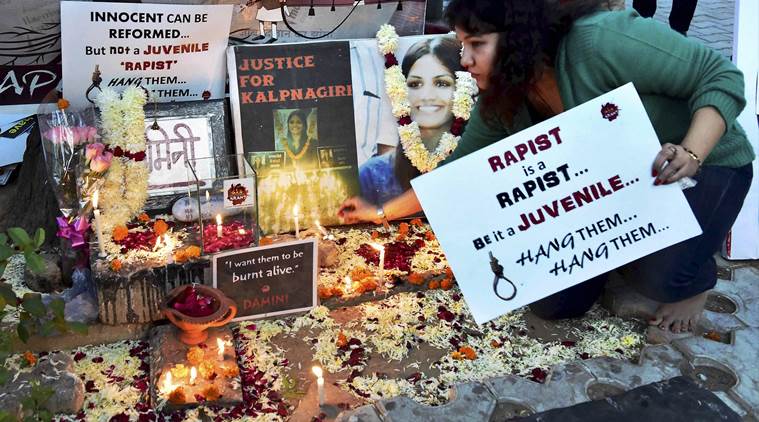 INNOCENT CAN BE
REFORMED...
BUT NOT A JUVENILE
"RAPIST"
HANG THEM...
AP
JUSTICE
FOR
KALPNAGIRI
"I want them to be
burnt alive."
DAMINI
RAPIST
is a
RAPIST...
BE it a JUVENILE...
HANG THEM...
HANG THEM...